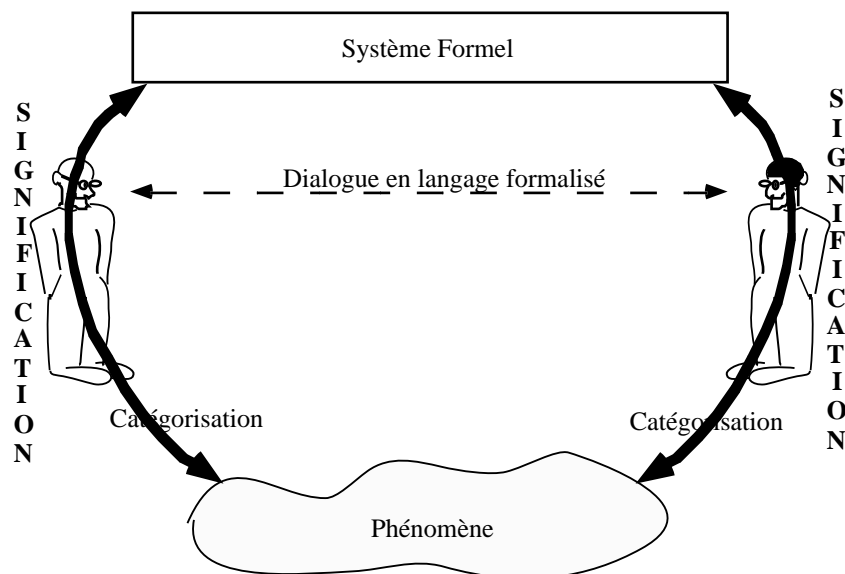 Système Formel
SIGNIFICATION
SIGNIFICATION
Dialogue en langage formalisé
Catégorisation
Catégorisation
Phénomène